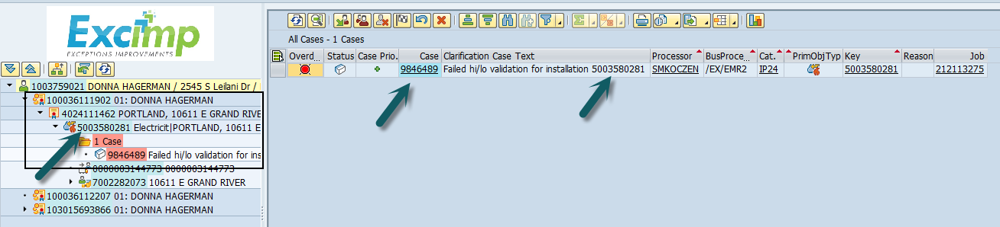 Excimp
EXCEPTIONS IMPROVEMENTS
1003759021 DONNA HAGERMAN / 2545 S Leilani Dr /
100036111902 01: DONNA HAGERMAN
4024111462 PORTLAND, 10611 E GRAND RIVE
5003580281 Electricit|PORTLAND, 10611 E
1 Case
9846489 Failed hi/lo validation for ins
0000003144773 0000003144773
7002282073 10611 E GRAND RIVER
100036112207 01: DONNA HAGERMAN
103015693866 01: DONNA HAGERMAN
All Cases - 1 Cases
Overd... Status Case Prio. Case Clarification Case Text Processor BusProce... Cat. PrimObjTyp Key Reason Job
9846489 Failed hi/lo validation for installation 5003580281 SMKOCZEN /EX/EMR2 IP24 5003580281 212113275